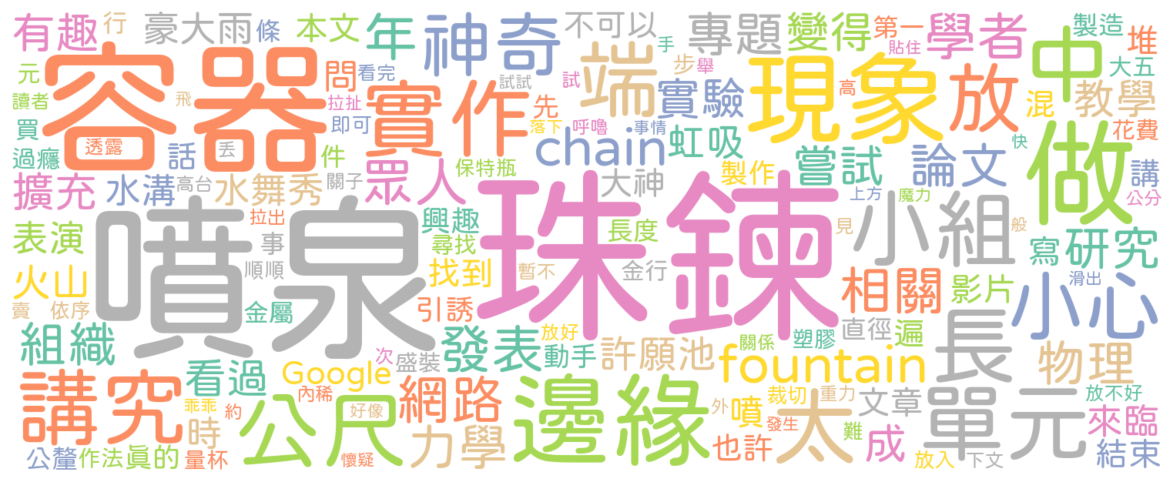 有趣 行 豪大雨 條 本文 年 神奇 不可以 專題 變得 第一 學者 中 製造 堆
元 容器 問 看完 試試 端 手 步 舉 貼住 大五
讀者 飛 拉扯 實作 先 試 實驗 現象 高 放 混 教學
買 透露 丟 即可 落下 呼嚕 事情 花費
過癮 話 件 保特瓶 chain 虹吸 嘗試 論文 快 做 講
擴充 水溝 高台 水舞秀 關子 眾人 大神 製作 上方 魔力 公分
表演 噴泉 拉出 事 興趣 珠鍊 長度 見 小組 般 寫 研究
火山 順順 尋找 找到 暫不 金行 相關 影片 小心 滑出
賣 依序 金屬 引誘 放好 關係 塑膠 直徑 遍 長
組織 發表 動手 許願池 fountain 物理
看過 Google 次 盛裝 內稀 網路 邊緣 裁切 重力 文章 單元 放不好
講究 乖乖 約 公尺 好像 力學 外 噴 發生 太 來臨
時 難 成
公釐 作法 真的 量杯 懷疑 也許 放入 下文 結束